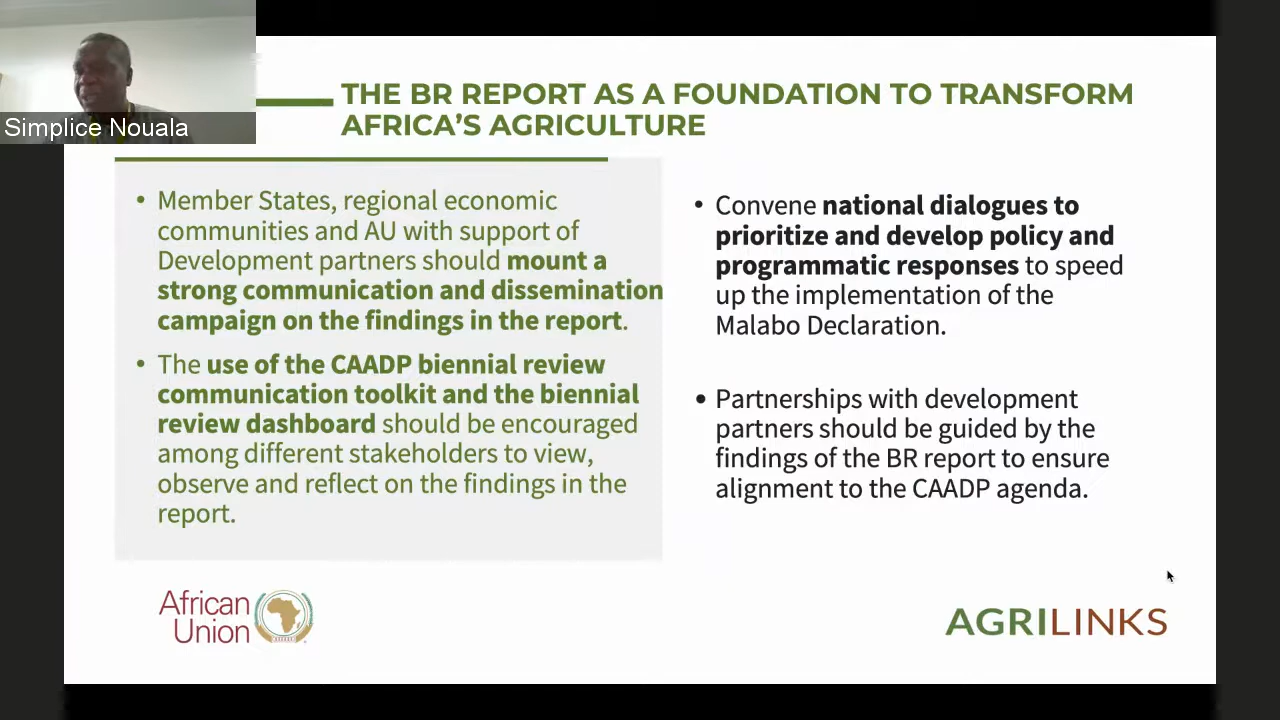 Simplice Nouala
THE BR REPORT AS A FOUNDATION TO TRANSFORM
AFRICA'S AGRICULTURE
• Member States, regional economic
communities and AU with support of
Development partners should mount a
strong communication and dissemination
campaign on the findings in the report.
• The use of the CAADP biennial review
communication toolkit and the biennial
review dashboard should be encouraged
among different stakeholders to view,
observe and reflect on the findings in the
report.
• Convene national dialogues to
prioritize and develop policy and
programmatic responses to speed
up the implementation of the
Malabo Declaration.
• Partnerships with development
partners should be guided by the
findings of the BR report to ensure
alignment to the CAADP agenda.
African
Union
AGRILINKS